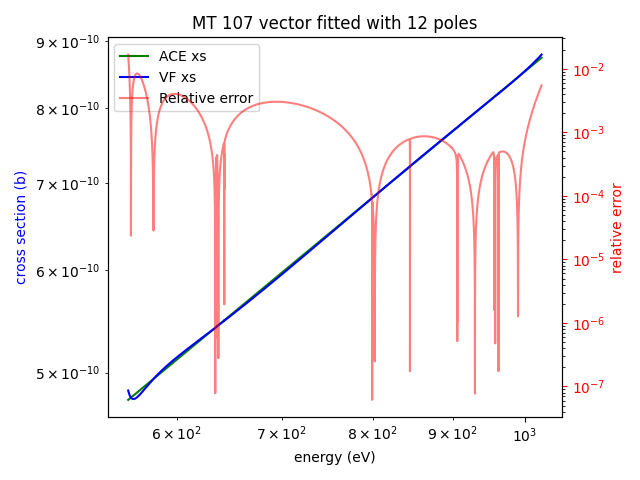 MT 107 vector fitted with 12 poles
ACE xs
VF xs
Relative error
9 × 10⁻¹⁰
8 × 10⁻¹⁰
7 × 10⁻¹⁰
6 × 10⁻¹⁰
5 × 10⁻¹⁰
cross section (b)
10⁻²
10⁻³
10⁻⁴
10⁻⁵
10⁻⁶
10⁻⁷
relative error
6 × 10² 7 × 10² 8 × 10² 9 × 10² 10³
energy (eV)